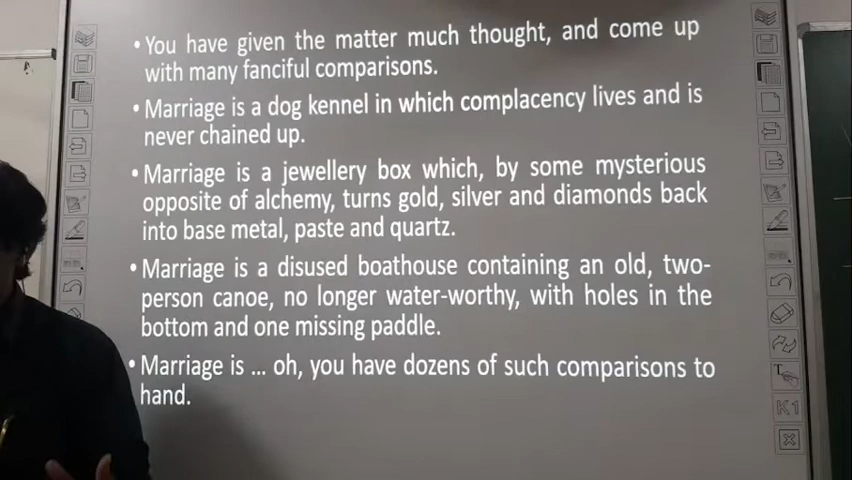 • You have given the matter much thought, and come up
with many fanciful comparisons.
• Marriage is a dog kennel in which complacency lives and is
never chained up.
• Marriage is a jewellery box which, by some mysterious
opposite of alchemy, turns gold, silver and diamonds back
into base metal, paste and quartz.
• Marriage is a disused boathouse containing an old, two-
person canoe, no longer water-worthy, with holes in the
bottom and one missing paddle.
• Marriage is ... oh, you have dozens of such comparisons to
hand.
T
K1